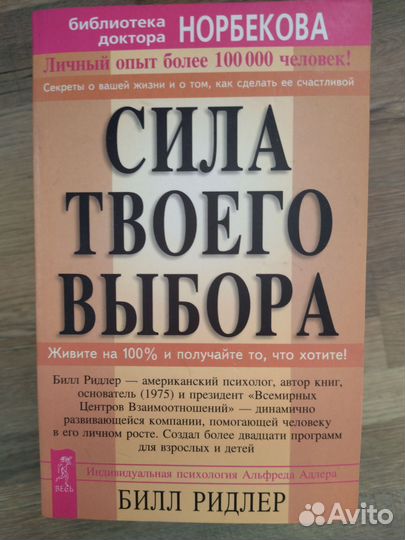 библиотека
доктора НОРБЕКОВА
Личный опыт более 100 000 человек!
Секреты о вашей жизни и о том, как сделать ее счастливой
СИЛА
ТВОЕГО
ВЫБОРА
Живите на 100% и получайте то, что хотите!
Билл Ридлер — американский психолог, автор книг,
основатель (1975) и президент «Всемирных
Центров Взаимоотношений» — динамично
развивающейся компании, помогающей человеку
в его личном росте. Создал более двадцати программ
для взрослых и детей
Индивидуальная психология Альфреда Адлера
ВЕСЬ
БИЛЛ РИДЛЕР
Avito